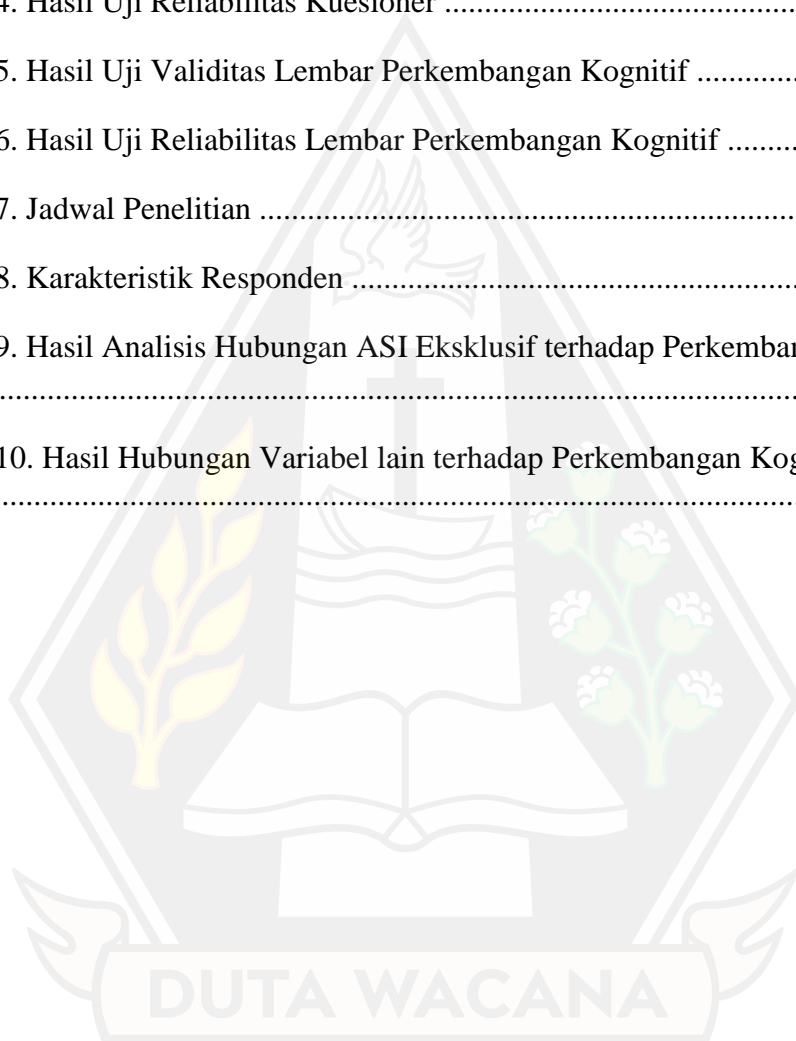 4. Hasil Uji Reliabilitas Kuesioner ............................................
5. Hasil Uji Validitas Lembar Perkembangan Kognitif .............
6. Hasil Uji Reliabilitas Lembar Perkembangan Kognitif .........
7. Jadwal Penelitian ...................................................................
8. Karakteristik Responden .......................................................
9. Hasil Analisis Hubungan ASI Eksklusif terhadap
....................................................................................................
10. Hasil Hubungan Variabel lain terhadap Perkembangan
....................................................................................................
DUTA WACANA